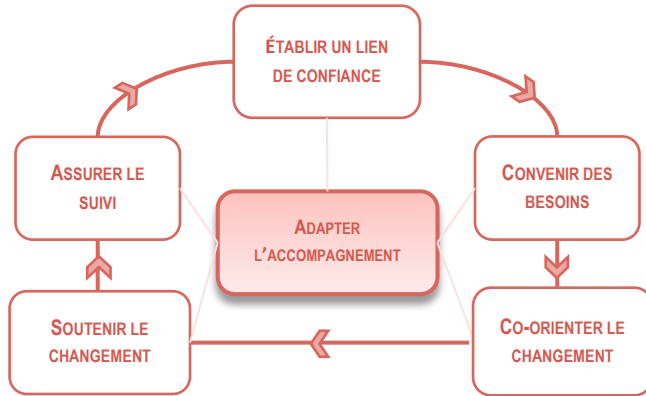 ÉTABLIR UN LIEN
DE CONFIANCE
ASSURER LE
SUIVI
CONVENIR DES
BESOINS
ADAPTER
L'ACCOMPAGNEMENT
SOUTENIR LE
CHANGEMENT
CO-ORIENTER LE
CHANGEMENT